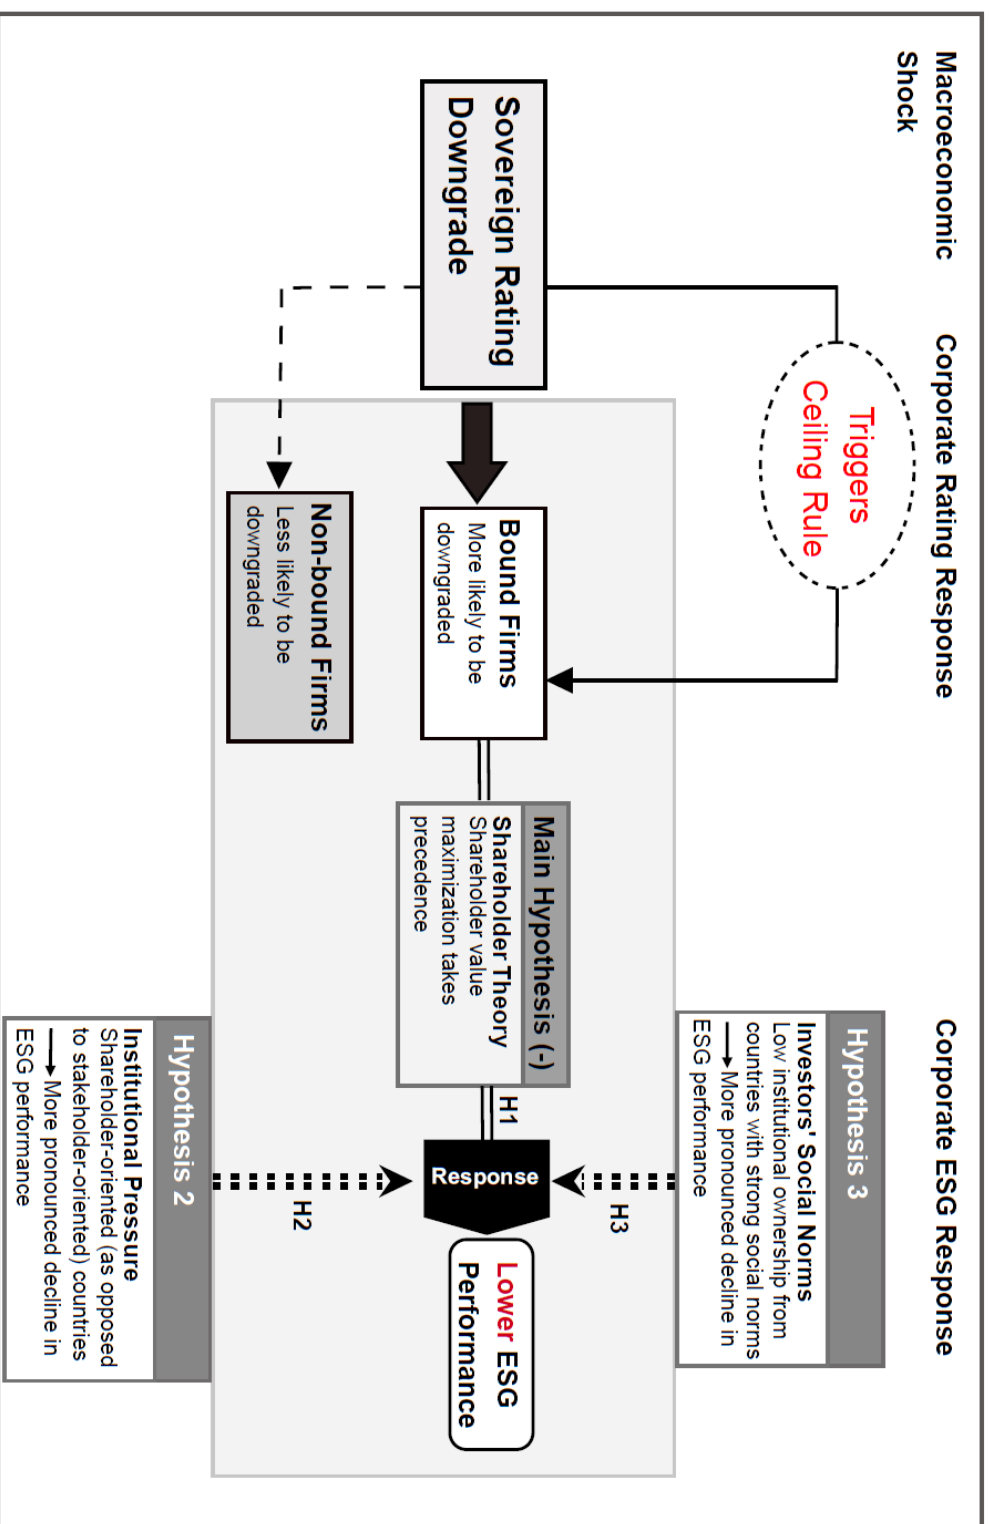 Macroeconomic
Shock
Corporate Rating Response
Corporate ESG Response
Triggers
Ceiling Rule
Hypothesis 3
Investors' Social Norms
Low institutional ownership from
countries with strong social norms
→More pronounced decline in
ESG performance
H3
Sovereign Rating
Downgrade
Bound Firms
More likely to be
downgraded
Main Hypothesis (-)
Shareholder Theory
Shareholder value
maximization takes
precedence
H1
Response
Lower ESG
Performance
Non-bound Firms
Less likely to be
downgraded
H2
Hypothesis 2
Institutional Pressure
Shareholder-oriented (as opposed
to stakeholder-oriented) countries
→More pronounced decline in
ESG performance